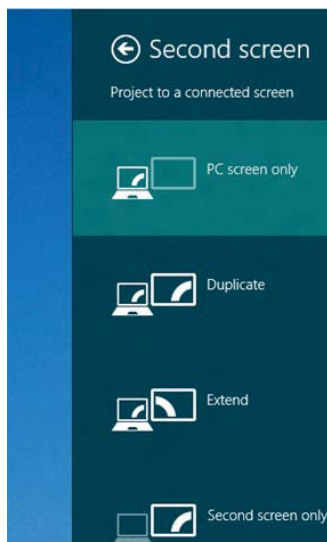 Second screen
Project to a connected screen
PC screen only
Duplicate
Extend
Second screen only